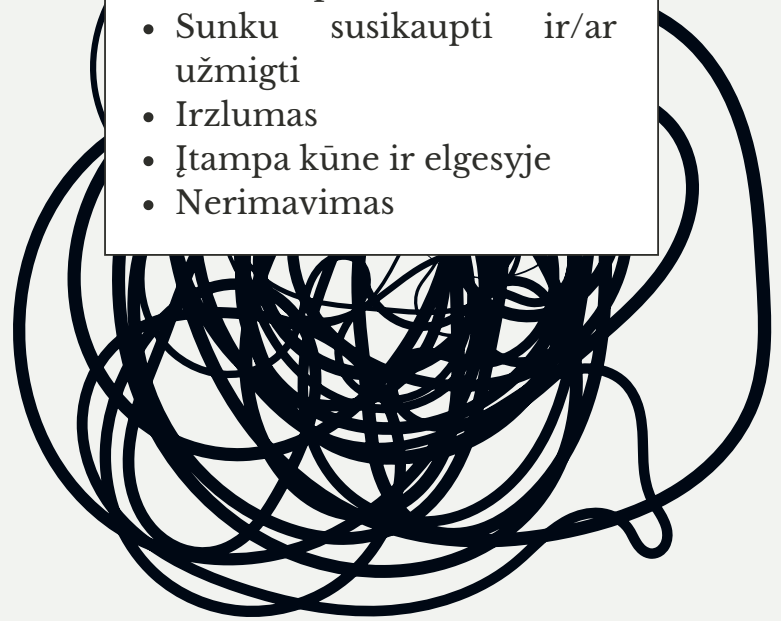 • Sunku susikaupti ir/ar
užmigti
• Irzlumas
• Įtampa kūne ir elgesyje
• Nerimavimas